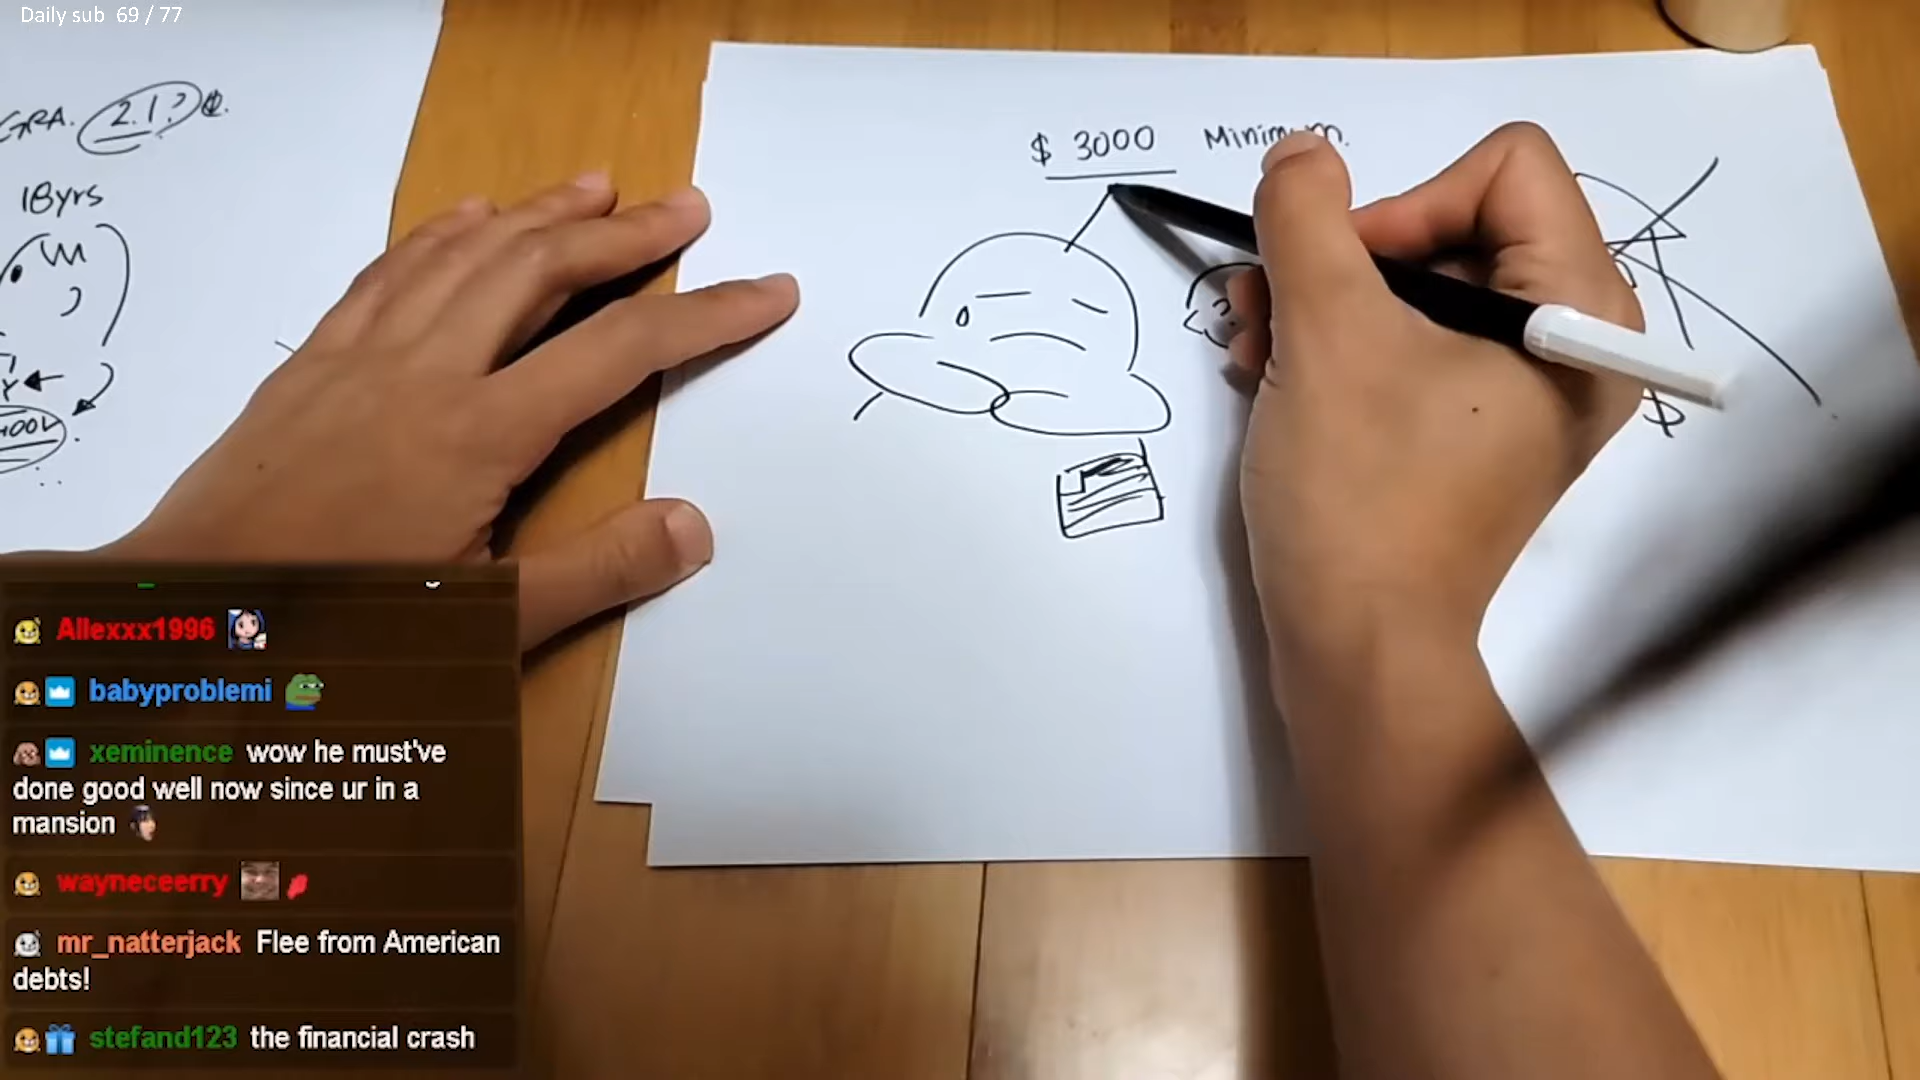 Daily sub 69 / 77
2.1?
18yrs
$ 3000 Minimum.
$
Allexxx1996
babyproblemi
xeminence wow he must've
done good well now since ur in a
mansion
wayneceerry
mr_natterjack Flee from American
debts!
stefand123 the financial crash